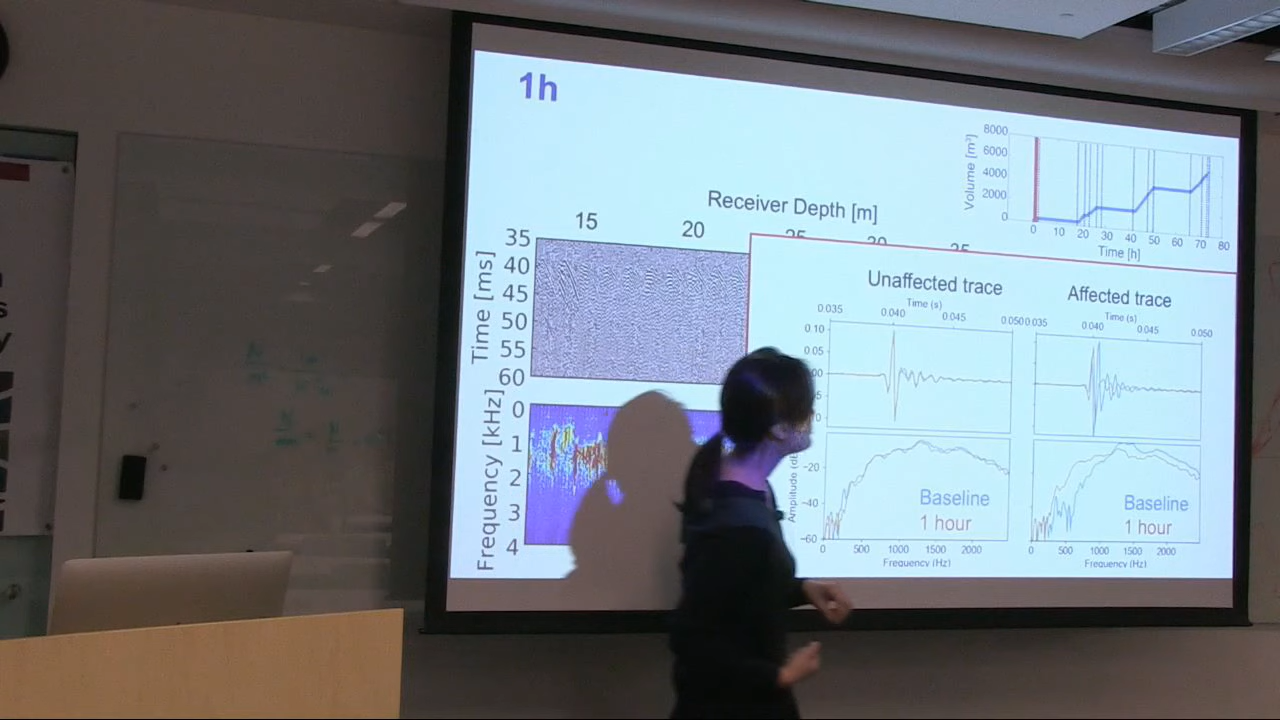 1h
Receiver Depth [m]
15 20 25 30 35
Time [ms]
35
40
45
50
55
60
Frequency [kHz]
0
1
2
3
4
Volume [m³]
8000
6000
4000
2000
0
0 10 20 30 40 50 60 70 80
Time [h]
Unaffected trace
Time (s)
0.035 0.040 0.045 0.050
0.10
0.05
Amplitude
−20
−40
−60
Baseline
1 hour
0 500 1000 1500 2000
Frequency (Hz)
Affected trace
Time (s)
0.035 0.040 0.045 0.050
Baseline
1 hour
0 500 1000 1500 2000
Frequency (Hz)